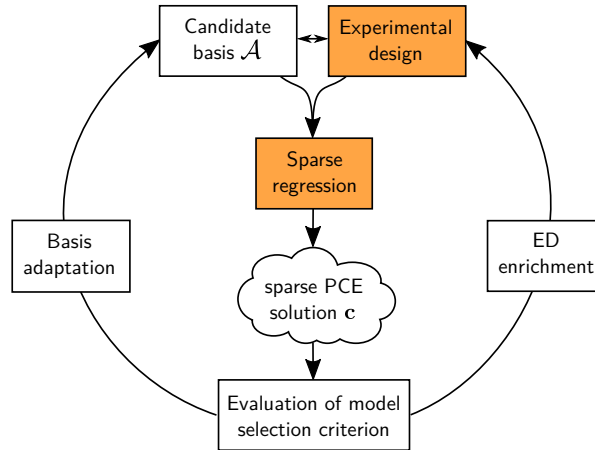 Candidate
basis 𝒜
Experimental
design
Sparse
regression
Basis
adaptation
ED
enrichment
sparse PCE
solution c
Evaluation of model
selection criterion